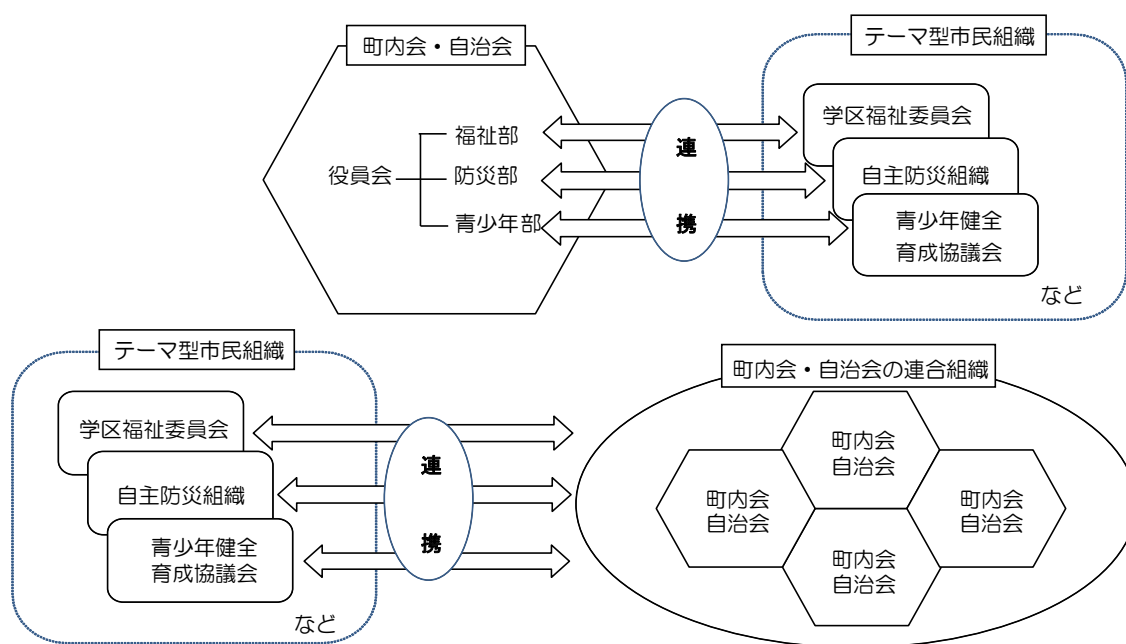 町内会・自治会
役員会
福祉部
防災部
青少年部
連
携
テーマ型市民組織
学区福祉委員会
自主防災組織
青少年健全
育成協議会
など
テーマ型市民組織
学区福祉委員会
自主防災組織
青少年健全
育成協議会
など
連
携
町内会・自治会の連合組織
町内会
自治会
町内会
自治会
町内会
自治会
町内会
自治会